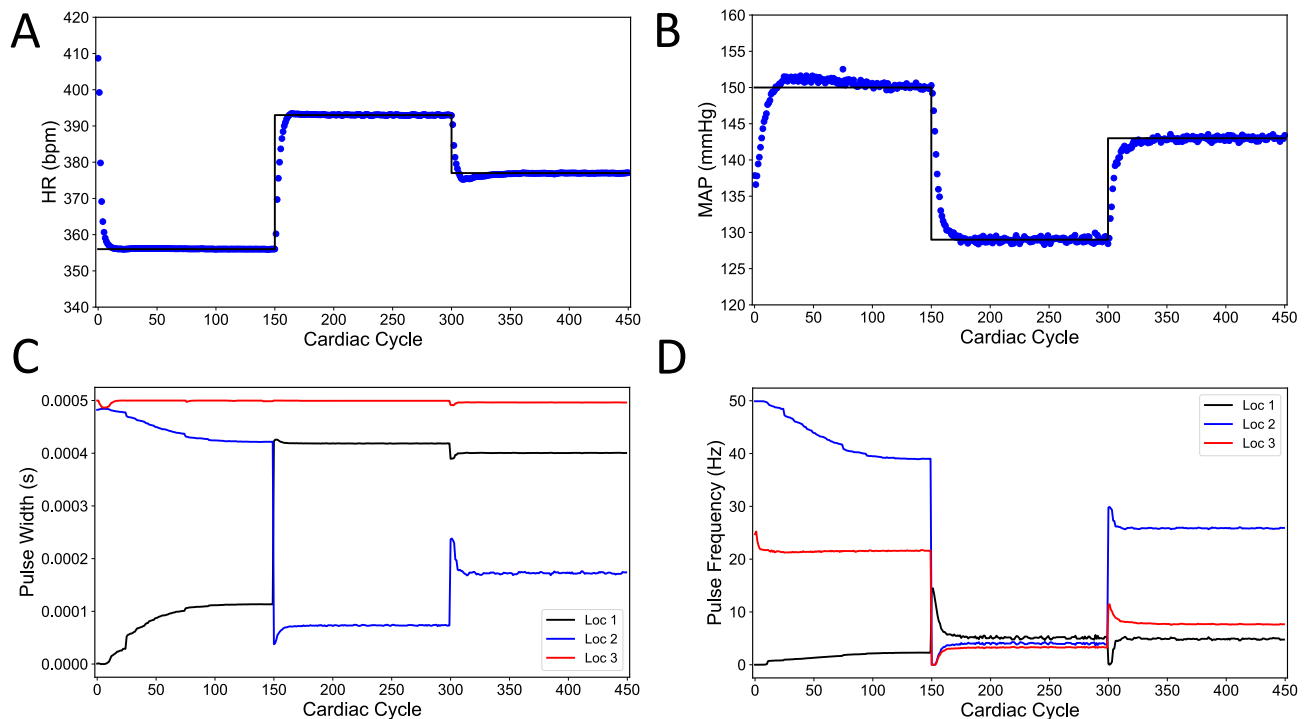 A
HR (bpm)
420
410
400
390
380
370
360
350
340
0 50 100 150 200 250 300 350 400 450
Cardiac Cycle
B
MAP (mmHg)
160
155
150
145
140
135
130
125
120
0 50 100 150 200 250 300 350 400 450
Cardiac Cycle
C
Pulse Width (s)
0.0005
0.0004
0.0003
0.0002
0.0001
0.0000
Loc 1
Loc 2
Loc 3
0 50 100 150 200 250 300 350 400 450
Cardiac Cycle
D
Pulse Frequency (Hz)
50
40
30
20
10
0
Loc 1
Loc 2
Loc 3
0 50 100 150 200 250 300 350 400 450
Cardiac Cycle